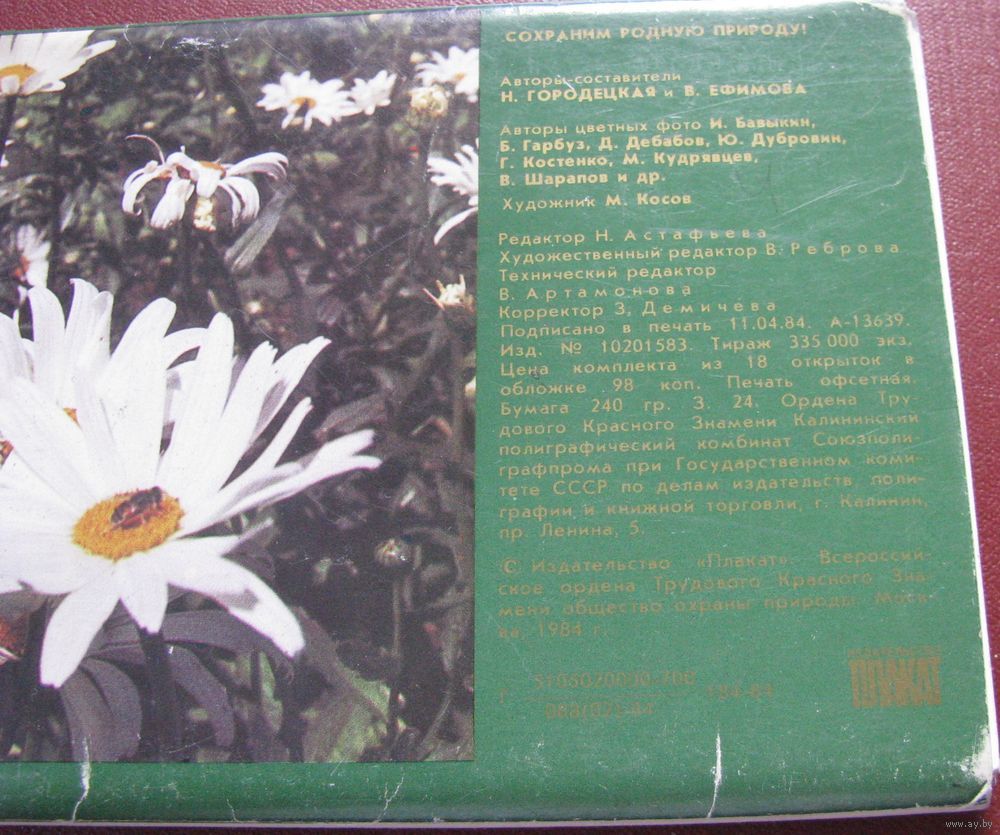 СОХРАНИМ РОДНУЮ ПРИРОДУ!
Авторы-составители
Н. ГОРОДЕЦКАЯ и В. ЕФИМОВА
Авторы цветных фото И. Бавыкин,
Б. Гарбуз, Д. Дебабов, Ю. Дубровин,
Г. Костенко, М. Кудрявцев,
В. Шарапов и др.
Художник М. Косов
Редактор Н. Астафьева
Художественный редактор В. Реброва
Технический редактор
В. Артамонова
Корректор З. Демичева
Подписано в печать 11.04.84. А-13639.
Изд. № 10201583. Тираж 335 000 экз.
Цена комплекта из 18 открыток в
обложке 98 коп. Печать офсетная.
Бумага 240 гр. З. 24. Ордена Тру-
дового Красного Знамени Калининский
полиграфический комбинат Союзполи-
графпрома при Государственном коми-
тете СССР по делам издательств, поли-
графии и книжной торговли, г. Калинин,
пр. Ленина, 5.
© Издательство «Плакат». Всероссий-
ское ордена Трудового Красного Зна-
мени общество охраны природы. Моск-
ва, 1984 г.
ИЗДАТЕЛЬСТВО
ПЛАКАТ
www.ay.by